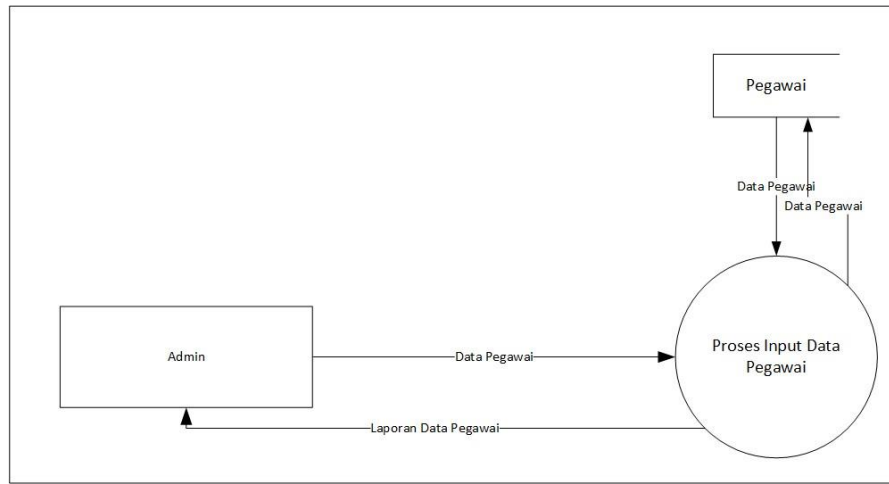 Pegawai
Data Pegawai
Data Pegawai
Proses Input Data
Pegawai
Admin
Data Pegawai
Laporan Data Pegawai